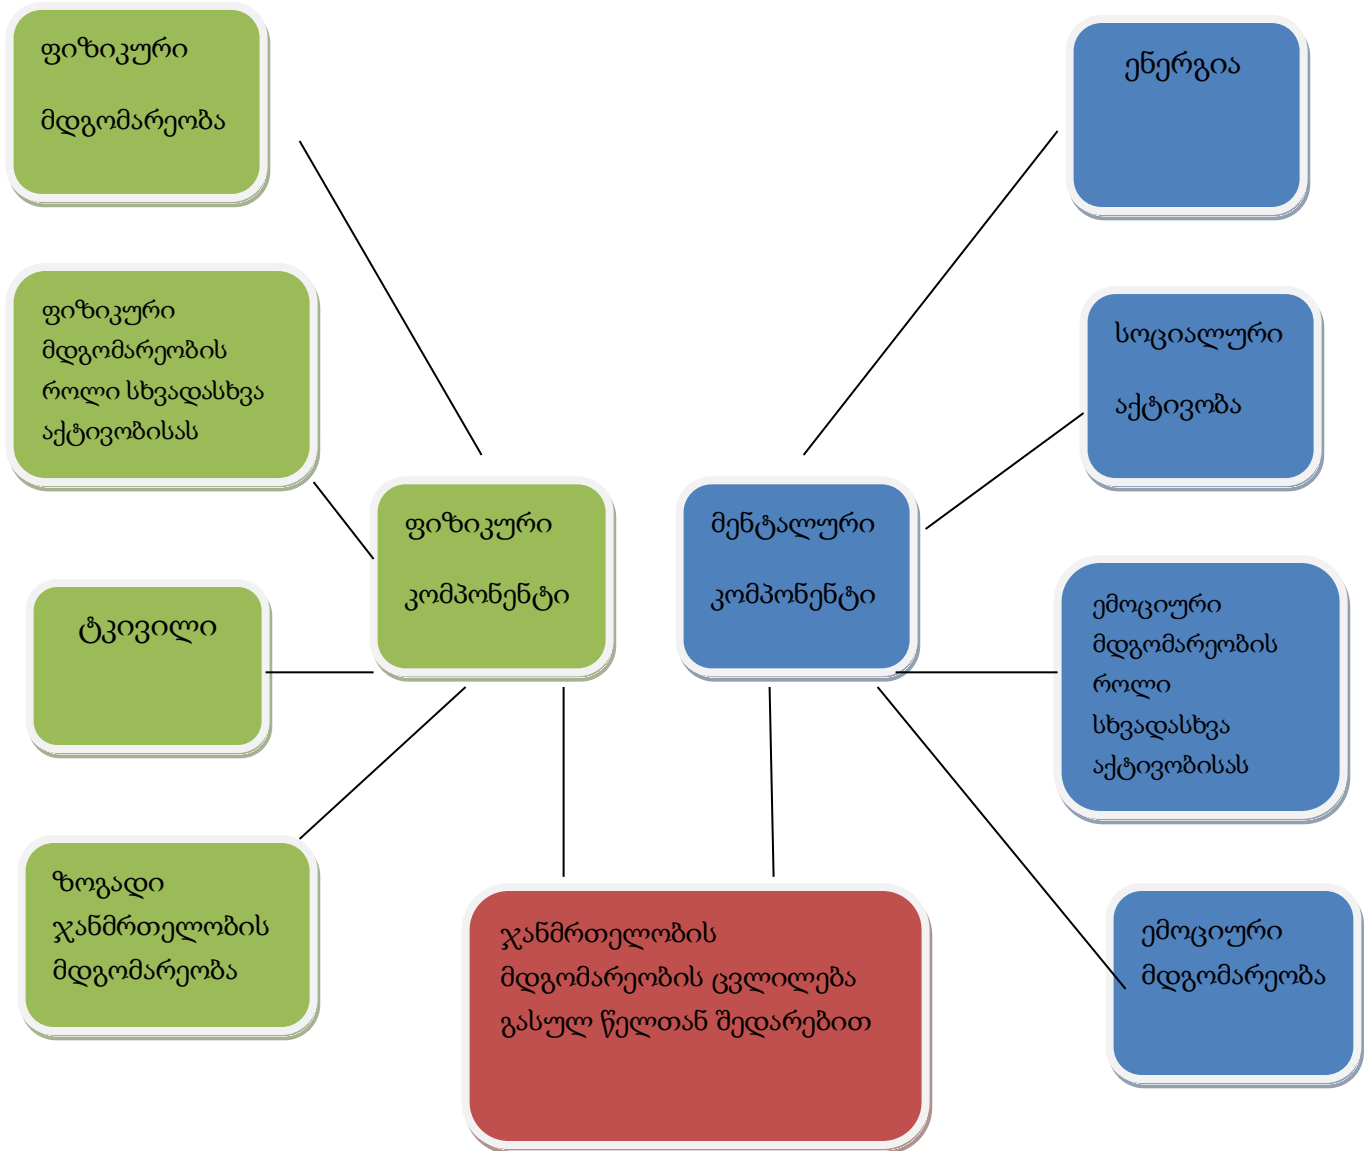 ფიზიკური
მდგომარეობა
ენერგია
ფიზიკური
მდგომარეობის
როლი სხვადასხვა
აქტივობისას
სოციალური
აქტივობა
ფიზიკური
კომპონენტი
მენტალური
კომპონენტი
ტკივილი
ემოციური
მდგომარეობის
როლი
სხვადასხვა
აქტივობისას
ზოგადი
ჯანმრთელობის
მდგომარეობა
ჯანმრთელობის
მდგომარეობის ცვლილება
გასულ წელთან შედარებით
ემოციური
მდგომარეობა